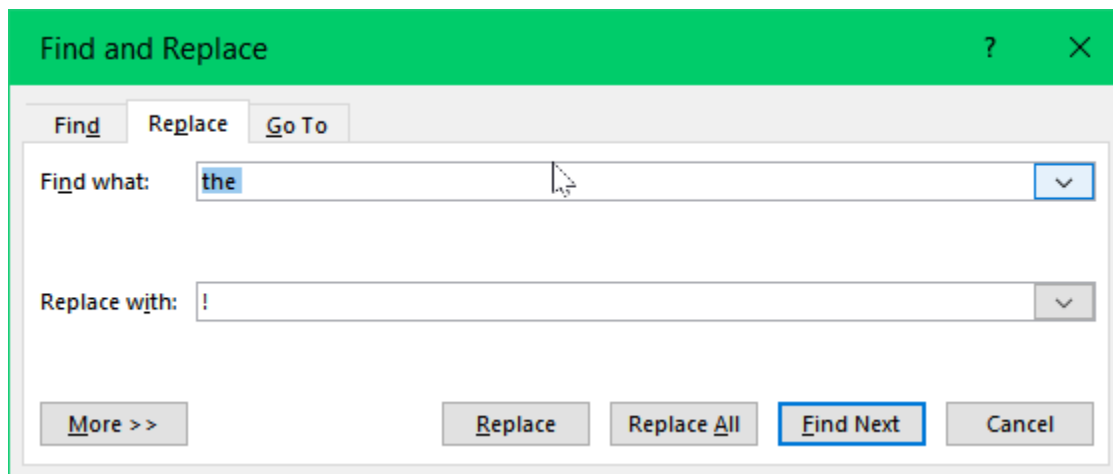 Find and Replace ?
Find Replace Go To
Find what: the
Replace with: !
More >> Replace Replace All Find Next Cancel